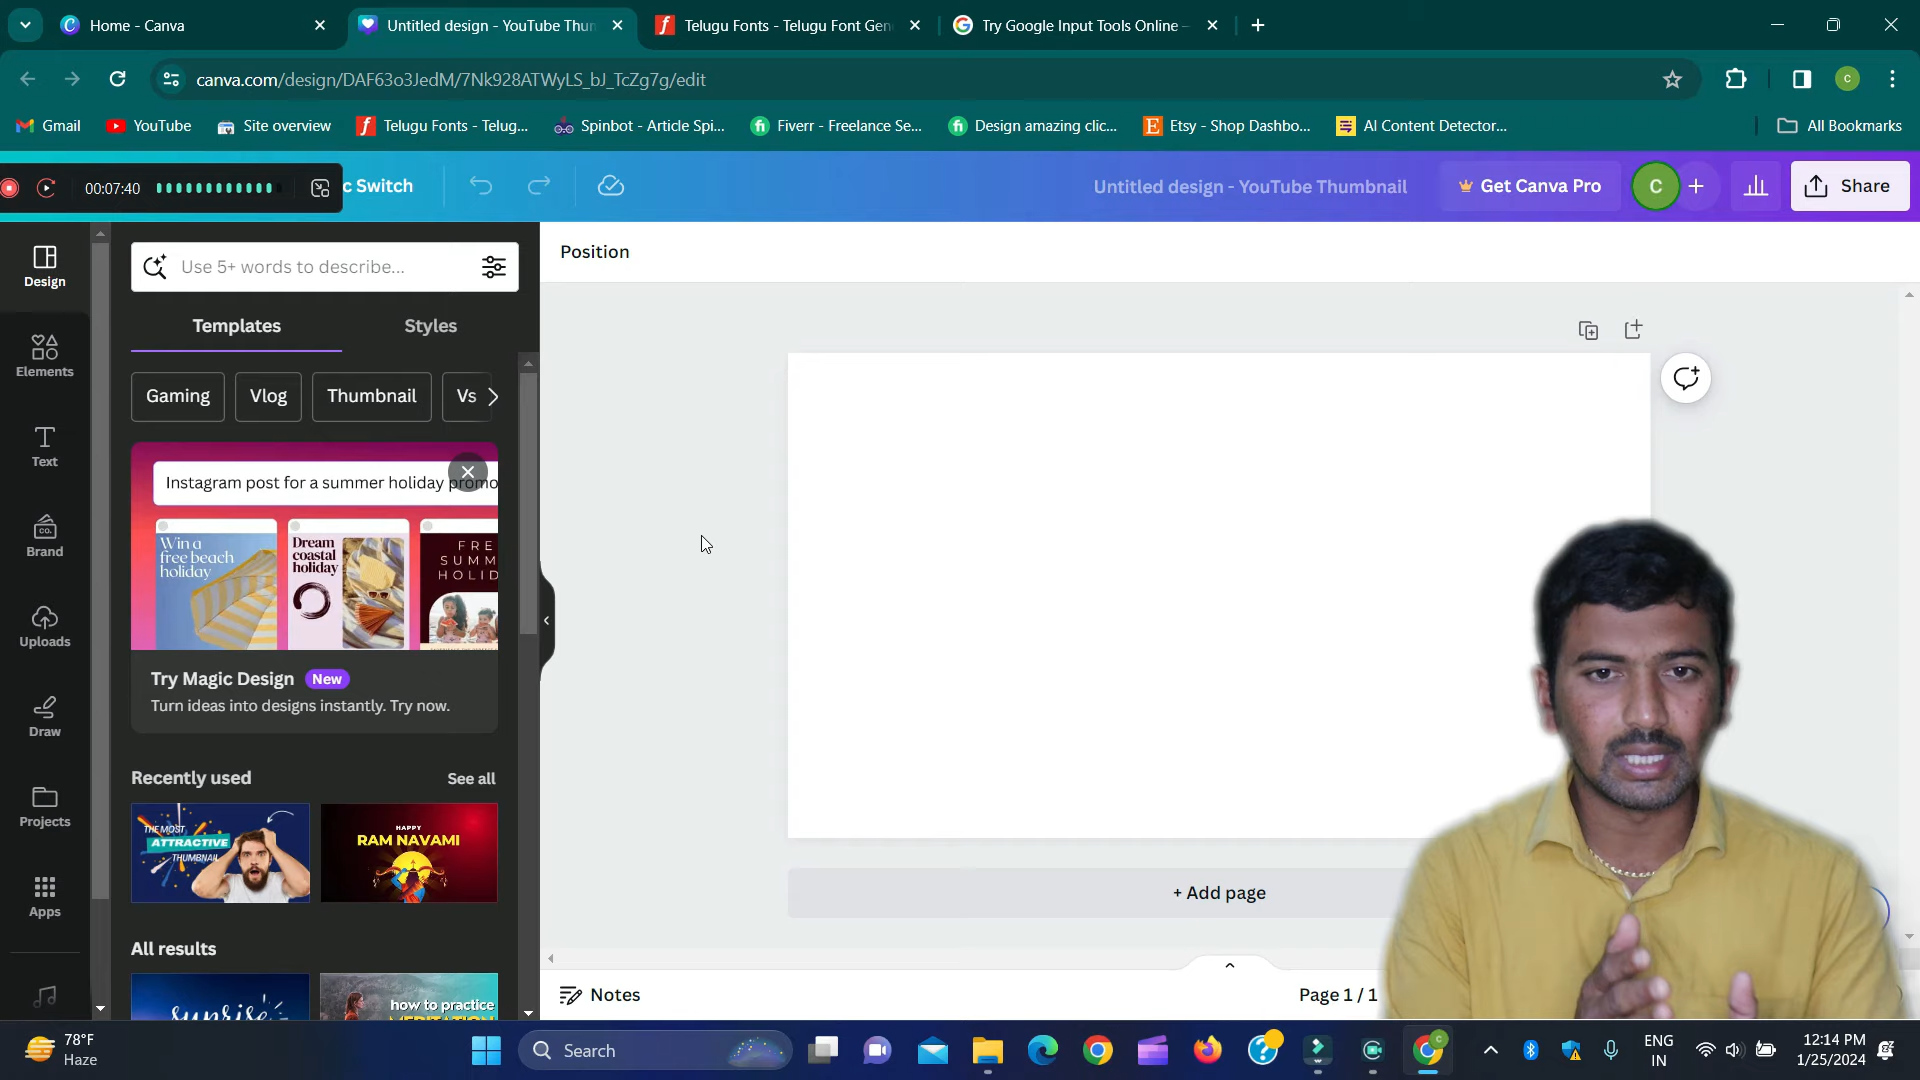 Home - Canva
Untitled design - YouTube Thun
Telugu Fonts - Telugu Font Gen
Try Google Input Tools Online –
canva.com/design/DAF63o3JedM/7Nk928ATWyLS_bJ_TcZg7g/edit
C
Gmail
YouTube
Site overview
Telugu Fonts - Telug...
Spinbot - Article Spi...
Fiverr - Freelance Se...
Design amazing clic...
Etsy - Shop Dashbo...
AI Content Detector...
All Bookmarks
00:07:40
c Switch
Untitled design - YouTube Thumbnail
Get Canva Pro
C
Share
Design
Elements
Text
Brand
Uploads
Draw
Projects
Apps
Use 5+ words to describe...
Templates
Styles
Gaming
Vlog
Thumbnail
Vs
Instagram post for a summer holiday promo
Win a
free beach
holiday
Dream
coastal
holiday
FRE
SUMM
HOLID
Try Magic Design
New
Turn ideas into designs instantly. Try now.
Recently used
See all
THE MOST
ATTRACTIVE
THUMBNAIL
HAPPY
RAM NAVAMI
All results
sunrise
how to practice
MEDITATION
Position
+ Add page
Notes
Page 1 / 1
78°F
Haze
Search
ENG
IN
12:14 PM
1/25/2024